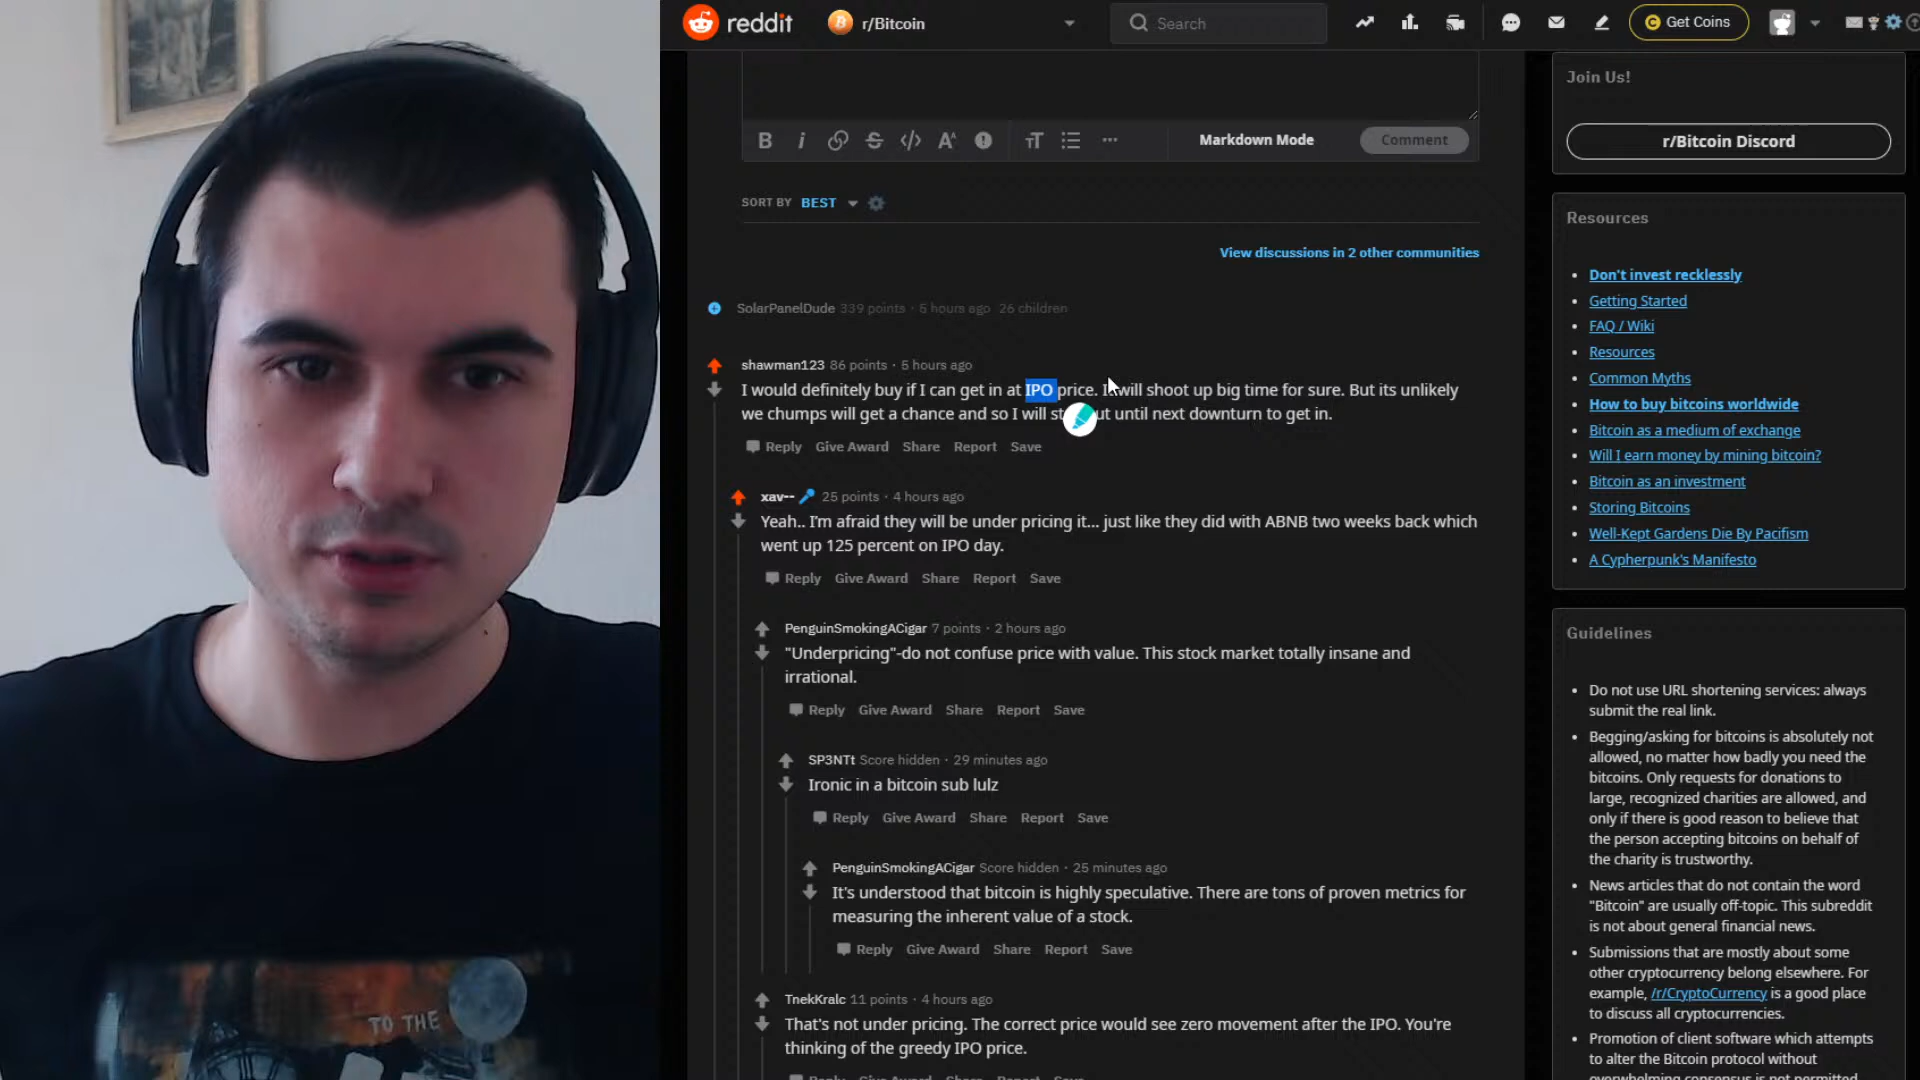 reddit r/Bitcoin Search Get Coins
Join Us!
r/Bitcoin Discord
B i Markdown Mode Comment
SORT BY BEST
View discussions in 2 other communities
SolarPanelDude 339 points · 5 hours ago 26 children
shawman123 86 points · 5 hours ago
I would definitely buy if I can get in at IPO price. It will shoot up big time for sure. But its unlikely
we chumps will get a chance and so I will st ut until next downturn to get in.
Reply Give Award Share Report Save
xav-- 25 points · 4 hours ago
Yeah.. I'm afraid they will be under pricing it... just like they did with ABNB two weeks back which
went up 125 percent on IPO day.
Reply Give Award Share Report Save
PenguinSmokingACigar 7 points · 2 hours ago
"Underpricing"-do not confuse price with value. This stock market totally insane and
irrational.
Reply Give Award Share Report Save
SP3NTt Score hidden · 29 minutes ago
Ironic in a bitcoin sub lulz
Reply Give Award Share Report Save
PenguinSmokingACigar Score hidden · 25 minutes ago
It's understood that bitcoin is highly speculative. There are tons of proven metrics for
measuring the inherent value of a stock.
Reply Give Award Share Report Save
TnekKralc 11 points · 4 hours ago
That's not under pricing. The correct price would see zero movement after the IPO. You're
thinking of the greedy IPO price.
Reply Give Award Share Report Save
Resources
Don't invest recklessly
Getting Started
FAQ / Wiki
Resources
Common Myths
How to buy bitcoins worldwide
Bitcoin as a medium of exchange
Will I earn money by mining bitcoin?
Bitcoin as an investment
Storing Bitcoins
Well-Kept Gardens Die By Pacifism
A Cypherpunk's Manifesto
Guidelines
Do not use URL shortening services: always
submit the real link.
Begging/asking for bitcoins is absolutely not
allowed, no matter how badly you need the
bitcoins. Only requests for donations to
large, recognized charities are allowed, and
only if there is good reason to believe that
the person accepting bitcoins on behalf of
the charity is trustworthy.
News articles that do not contain the word
"Bitcoin" are usually off-topic. This subreddit
is not about general financial news.
Submissions that are mostly about some
other cryptocurrency belong elsewhere. For
example, /r/CryptoCurrency is a good place
to discuss all cryptocurrencies.
Promotion of client software which attempts
to alter the Bitcoin protocol without
overwhelming consensus is not permitted
TO THE